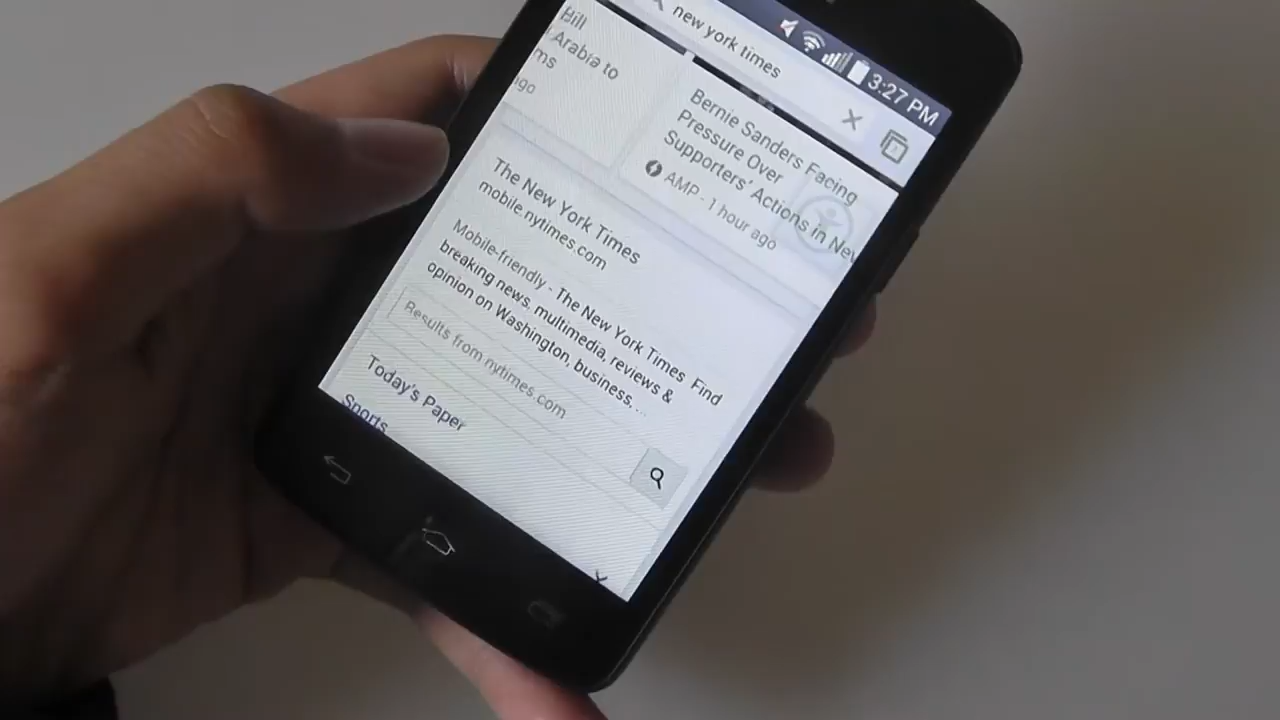 3:27 PM
new york times
Bill
Arabia to
ms
ago
Bernie Sanders Facing
Pressure Over
Supporters' Actions in Nev
AMP - 1 hour ago
The New York Times
mobile.nytimes.com
Mobile-friendly - The New York Times Find
breaking news, multimedia, reviews &
opinion on Washington, business, ...
Results from nytimes.com
Today's Paper
Sports